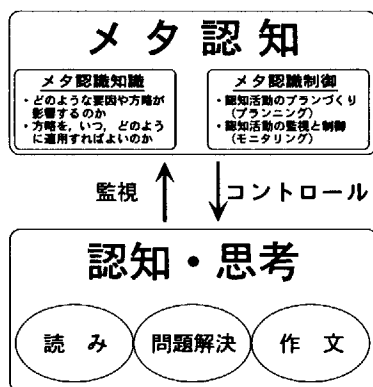 メタ認知
メタ認識知識
・どのような要因や方略が
影響するのか
・方略を,いつ,どのよう
に適用すればよいのか
メタ認識制御
・認知活動のプランづくり
(プランニング)
・認知活動の監視と制御
(モニタリング)
監視
コントロール
認知・思考
読み
問題解決
作文